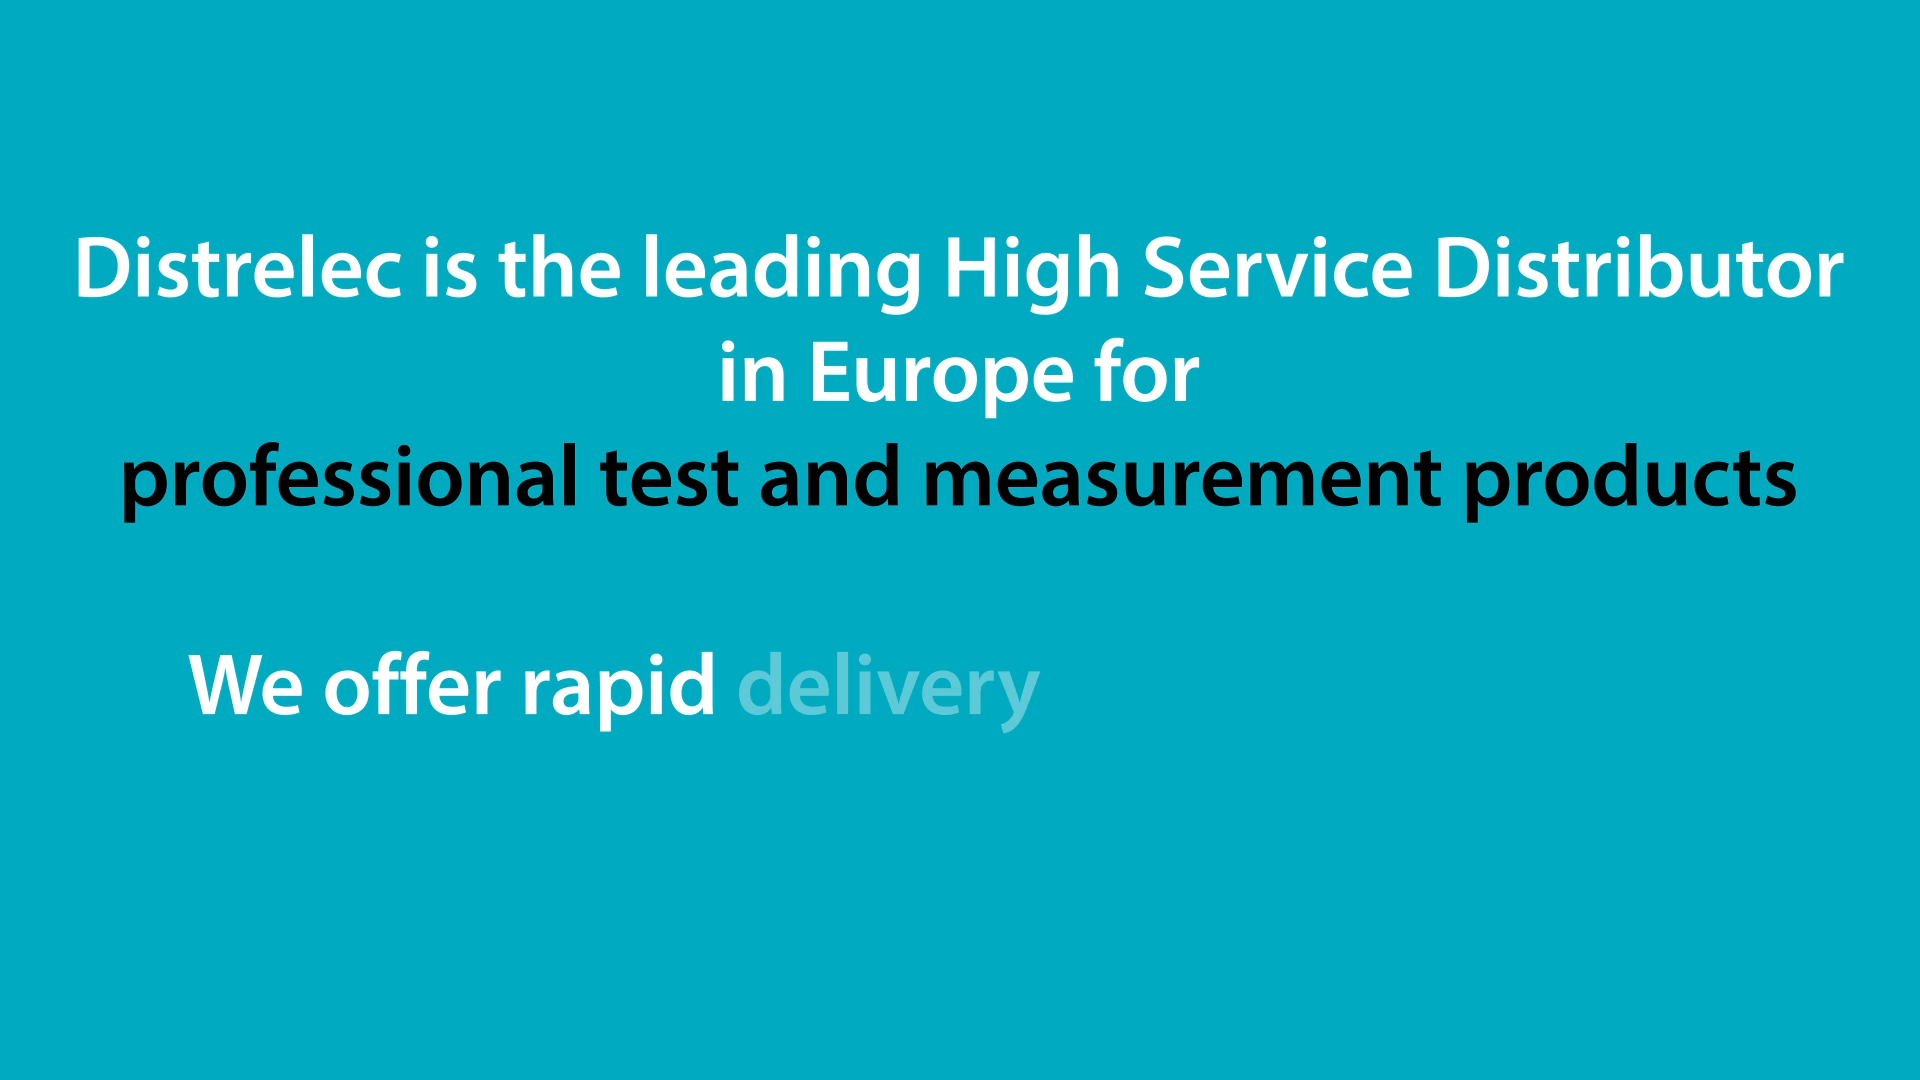 Distrelec is the leading High Service Distributor
in Europe for
professional test and measurement products
We offer rapid delivery